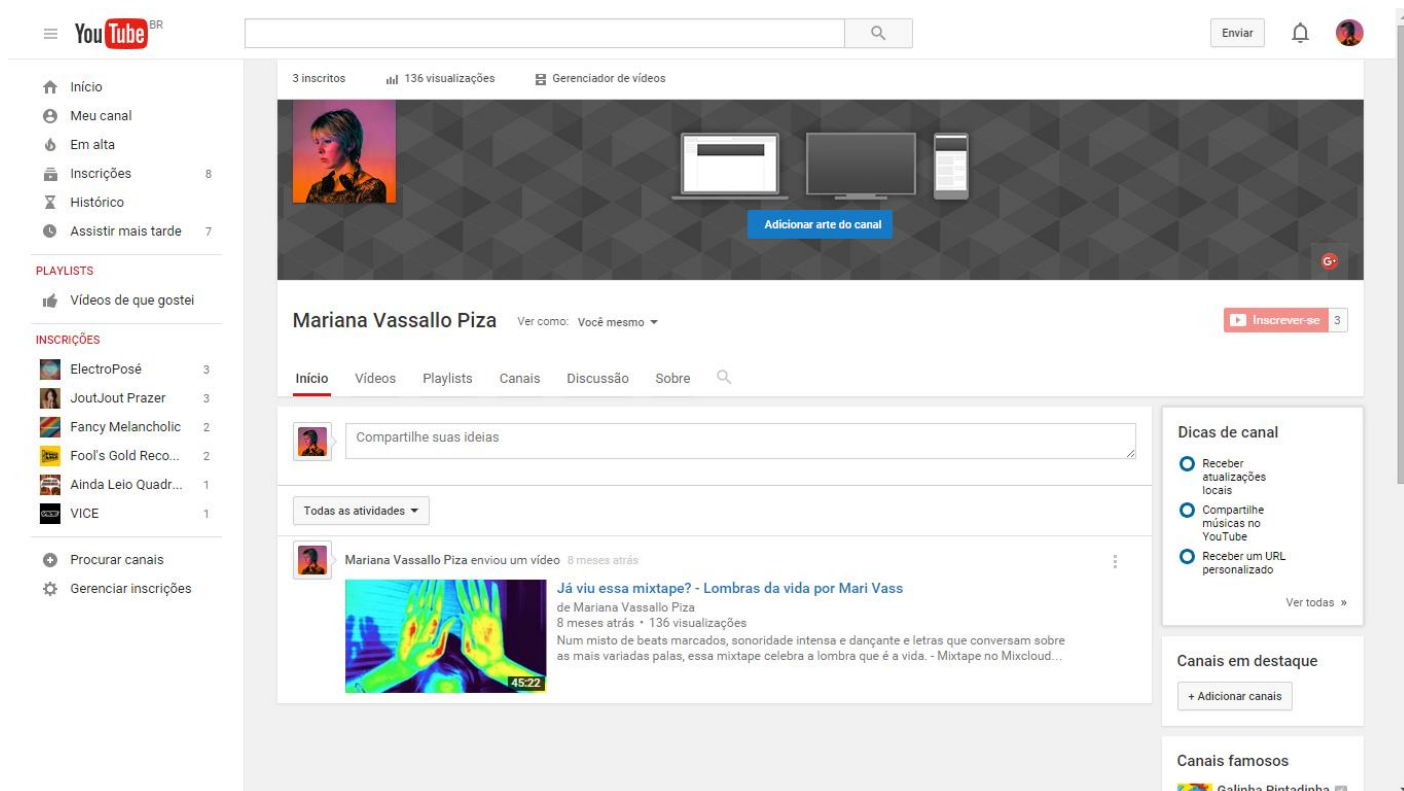 YouTube BR
Enviar
Início
Meu canal
Em alta
Inscrições 8
Histórico
Assistir mais tarde 7
PLAYLISTS
Vídeos de que gostei
INSCRIÇÕES
ElectroPosé 3
JoutJout Prazer 3
Fancy Melancholic 2
Fool's Gold Reco... 2
Ainda Leio Quadr... 1
VICE 1
Procurar canais
Gerenciar inscrições
3 inscritos 136 visualizações Gerenciador de vídeos
Adicionar arte do canal
G+
Mariana Vassallo Piza Ver como: Você mesmo
Inscrever-se 3
Início Vídeos Playlists Canais Discussão Sobre
Compartilhe suas ideias
Todas as atividades
Mariana Vassallo Piza enviou um vídeo 8 meses atrás
45:22
Já viu essa mixtape? - Lombras da vida por Mari Vass
de Mariana Vassallo Piza
8 meses atrás • 136 visualizações
Num misto de beats marcados, sonoridade intensa e dançante e letras que conversam sobre
as mais variadas palas, essa mixtape celebra a lombra que é a vida. - Mixtape no Mixcloud...
Dicas de canal
Receber
atualizações
locais
Compartilhe
músicas no
YouTube
Receber um URL
personalizado
Ver todas »
Canais em destaque
+ Adicionar canais
Canais famosos
Galinha Pintadinha